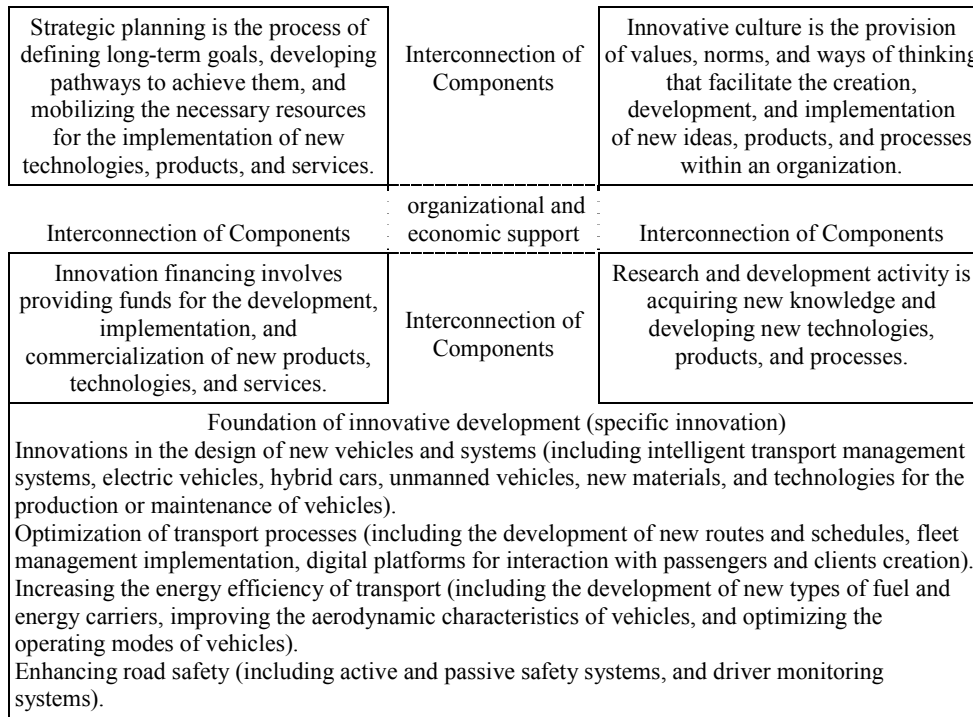 Strategic planning is the process of
defining long-term goals, developing
pathways to achieve them, and
mobilizing the necessary resources
for the implementation of new
technologies, products, and services.
Interconnection of
Components
Innovative culture is the provision
of values, norms, and ways of thinking
that facilitate the creation,
development, and implementation
of new ideas, products, and processes
within an organization.
Interconnection of Components
organizational and
economic support
Interconnection of Components
Innovation financing involves
providing funds for the development,
implementation, and
commercialization of new products,
technologies, and services.
Interconnection of
Components
Research and development activity is
acquiring new knowledge and
developing new technologies,
products, and processes.
Foundation of innovative development (specific innovation)
Innovations in the design of new vehicles and systems (including intelligent transport management
systems, electric vehicles, hybrid cars, unmanned vehicles, new materials, and technologies for the
production or maintenance of vehicles).
Optimization of transport processes (including the development of new routes and schedules, fleet
management implementation, digital platforms for interaction with passengers and clients creation).
Increasing the energy efficiency of transport (including the development of new types of fuel and
energy carriers, improving the aerodynamic characteristics of vehicles, and optimizing the
operating modes of vehicles).
Enhancing road safety (including active and passive safety systems, and driver monitoring
systems).